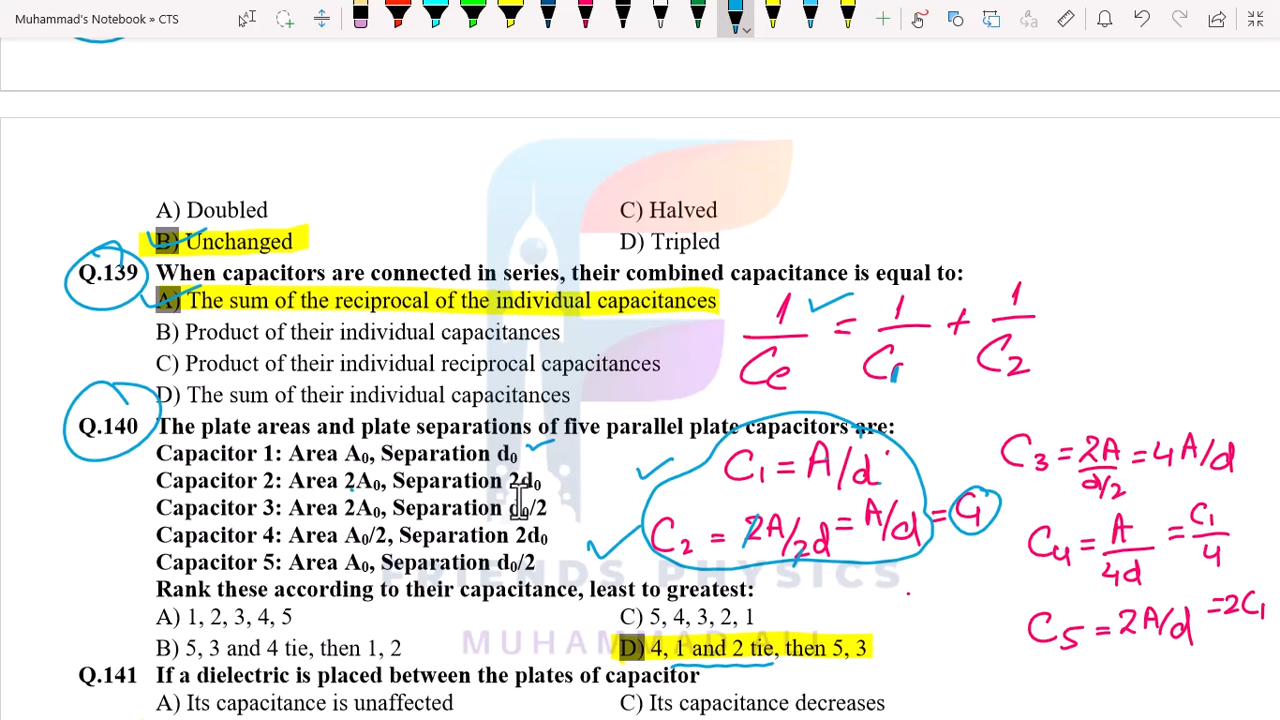 Muhammad's Notebook » CTS
A) Doubled
C) Halved
B) Unchanged
D) Tripled
Q.139 When capacitors are connected in series, their combined capacitance is equal to:
A) The sum of the reciprocal of the individual capacitances
B) Product of their individual capacitances
C) Product of their individual reciprocal capacitances
D) The sum of their individual capacitances
1/Ce = 1/C1 + 1/C2
Q.140 The plate areas and plate separations of five parallel plate capacitors are:
Capacitor 1: Area A₀, Separation d₀
Capacitor 2: Area 2A₀, Separation 2d₀
Capacitor 3: Area 2A₀, Separation d₀/2
Capacitor 4: Area A₀/2, Separation 2d₀
Capacitor 5: Area A₀, Separation d₀/2
C1 = A/d
C2 = 2A/2d = A/d = C1
C3 = 2A/d/2 = 4A/d
C4 = A/4d = C1/4
C5 = 2A/d = 2C1
Rank these according to their capacitance, least to greatest:
A) 1, 2, 3, 4, 5
C) 5, 4, 3, 2, 1
B) 5, 3 and 4 tie, then 1, 2
D) 4, 1 and 2 tie, then 5, 3
FRIENDS PHYSICS
MUHAMMAD ALI
Q.141 If a dielectric is placed between the plates of capacitor
A) Its capacitance is unaffected
C) Its capacitance decreases